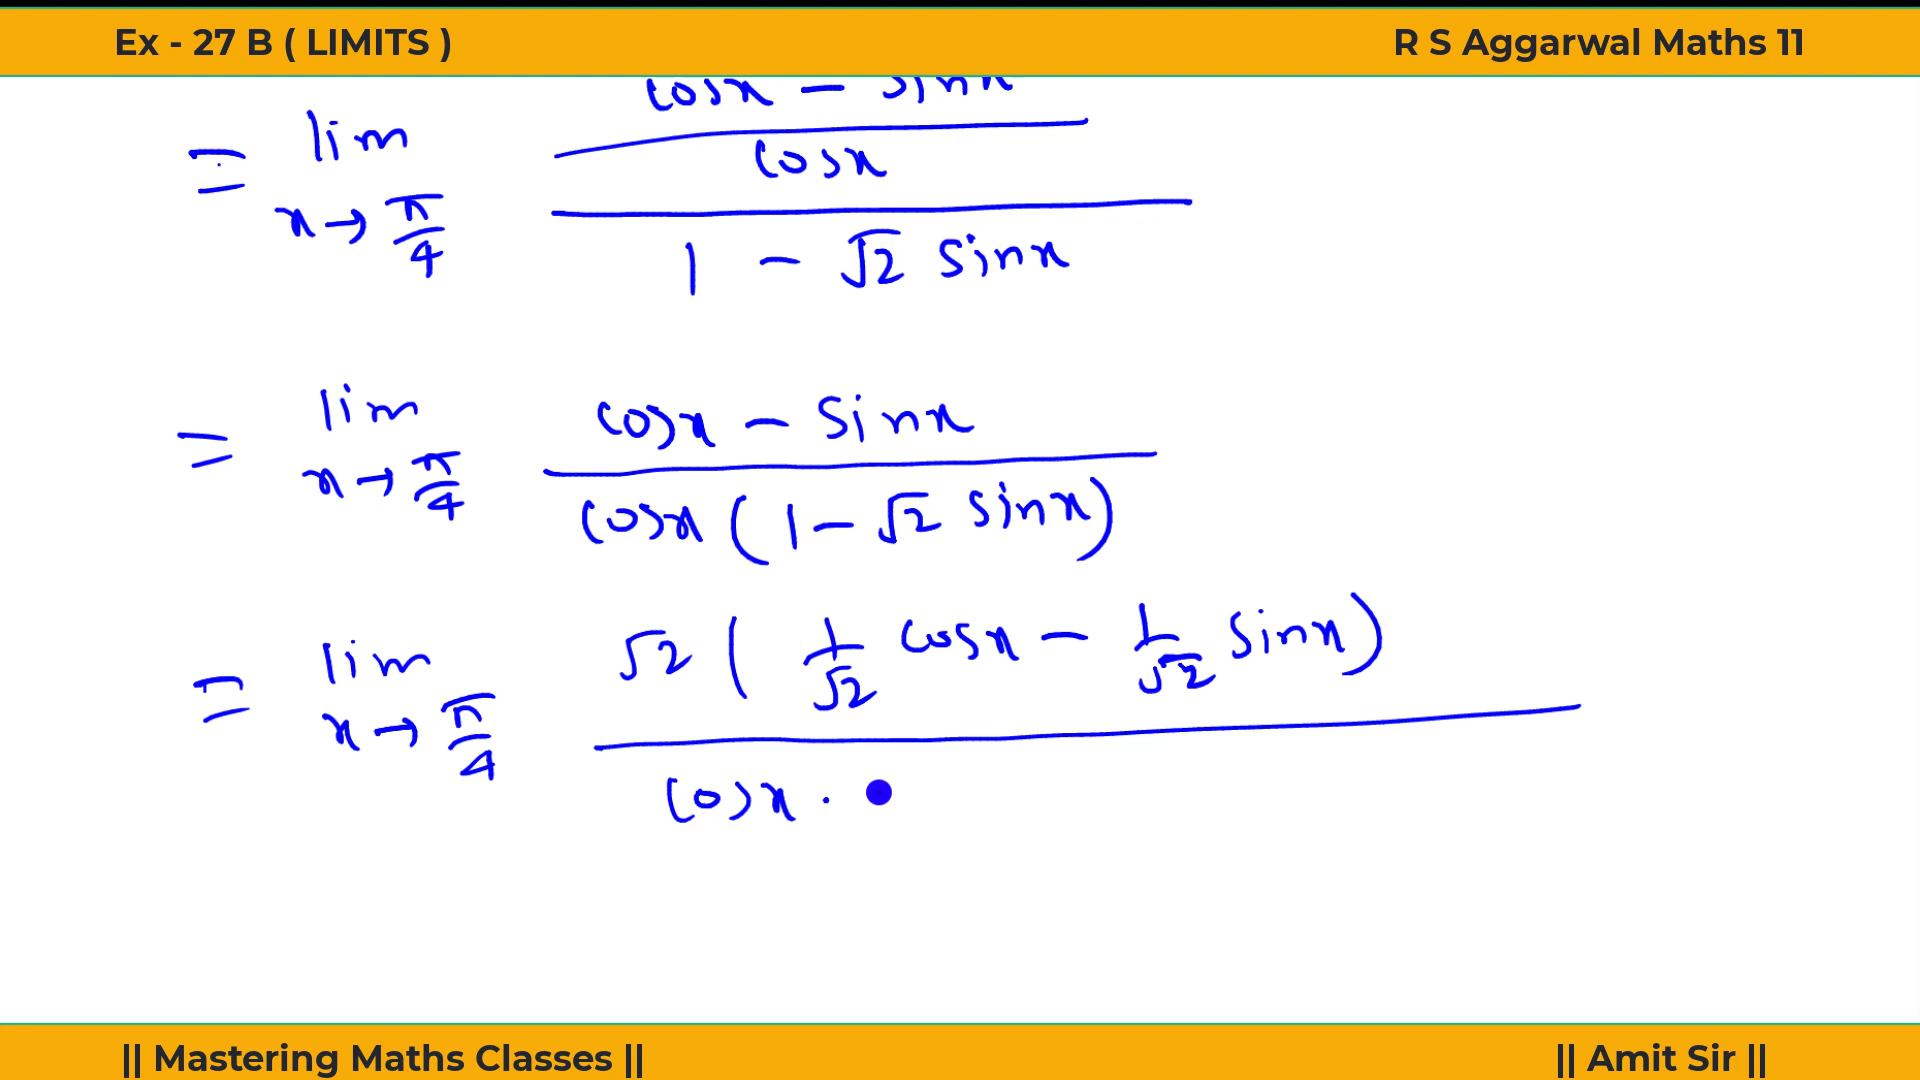 Ex - 27 B ( LIMITS )
R S Aggarwal Maths 11
= lim x→π/4 ((cosx - sinx)/cosx)/(1 - √2 sinx)
= lim x→π/4 (cosx - sinx)/(cosx (1 - √2 sinx))
= lim x→π/4 √2 (1/√2 cosx - 1/√2 sinx)/(cosx ·
|| Mastering Maths Classes ||
|| Amit Sir ||